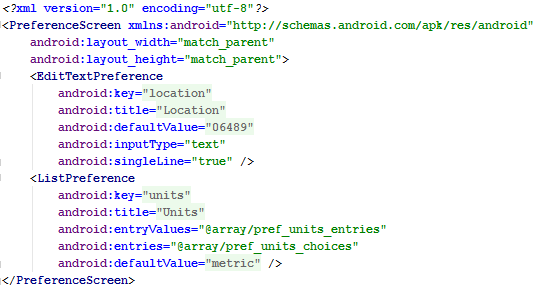 <?xml version="1.0" encoding="utf-8"?>
<PreferenceScreen xmlns:android="http://schemas.android.com/apk/res/android"
    android:layout_width="match_parent"
    android:layout_height="match_parent">
    <EditTextPreference
        android:key="location"
        android:title="Location"
        android:defaultValue="06489"
        android:inputType="text"
        android:singleLine="true" />
    <ListPreference
        android:key="units"
        android:title="Units"
        android:entryValues="@array/pref_units_entries"
        android:entries="@array/pref_units_choices"
        android:defaultValue="metric" />
</PreferenceScreen>